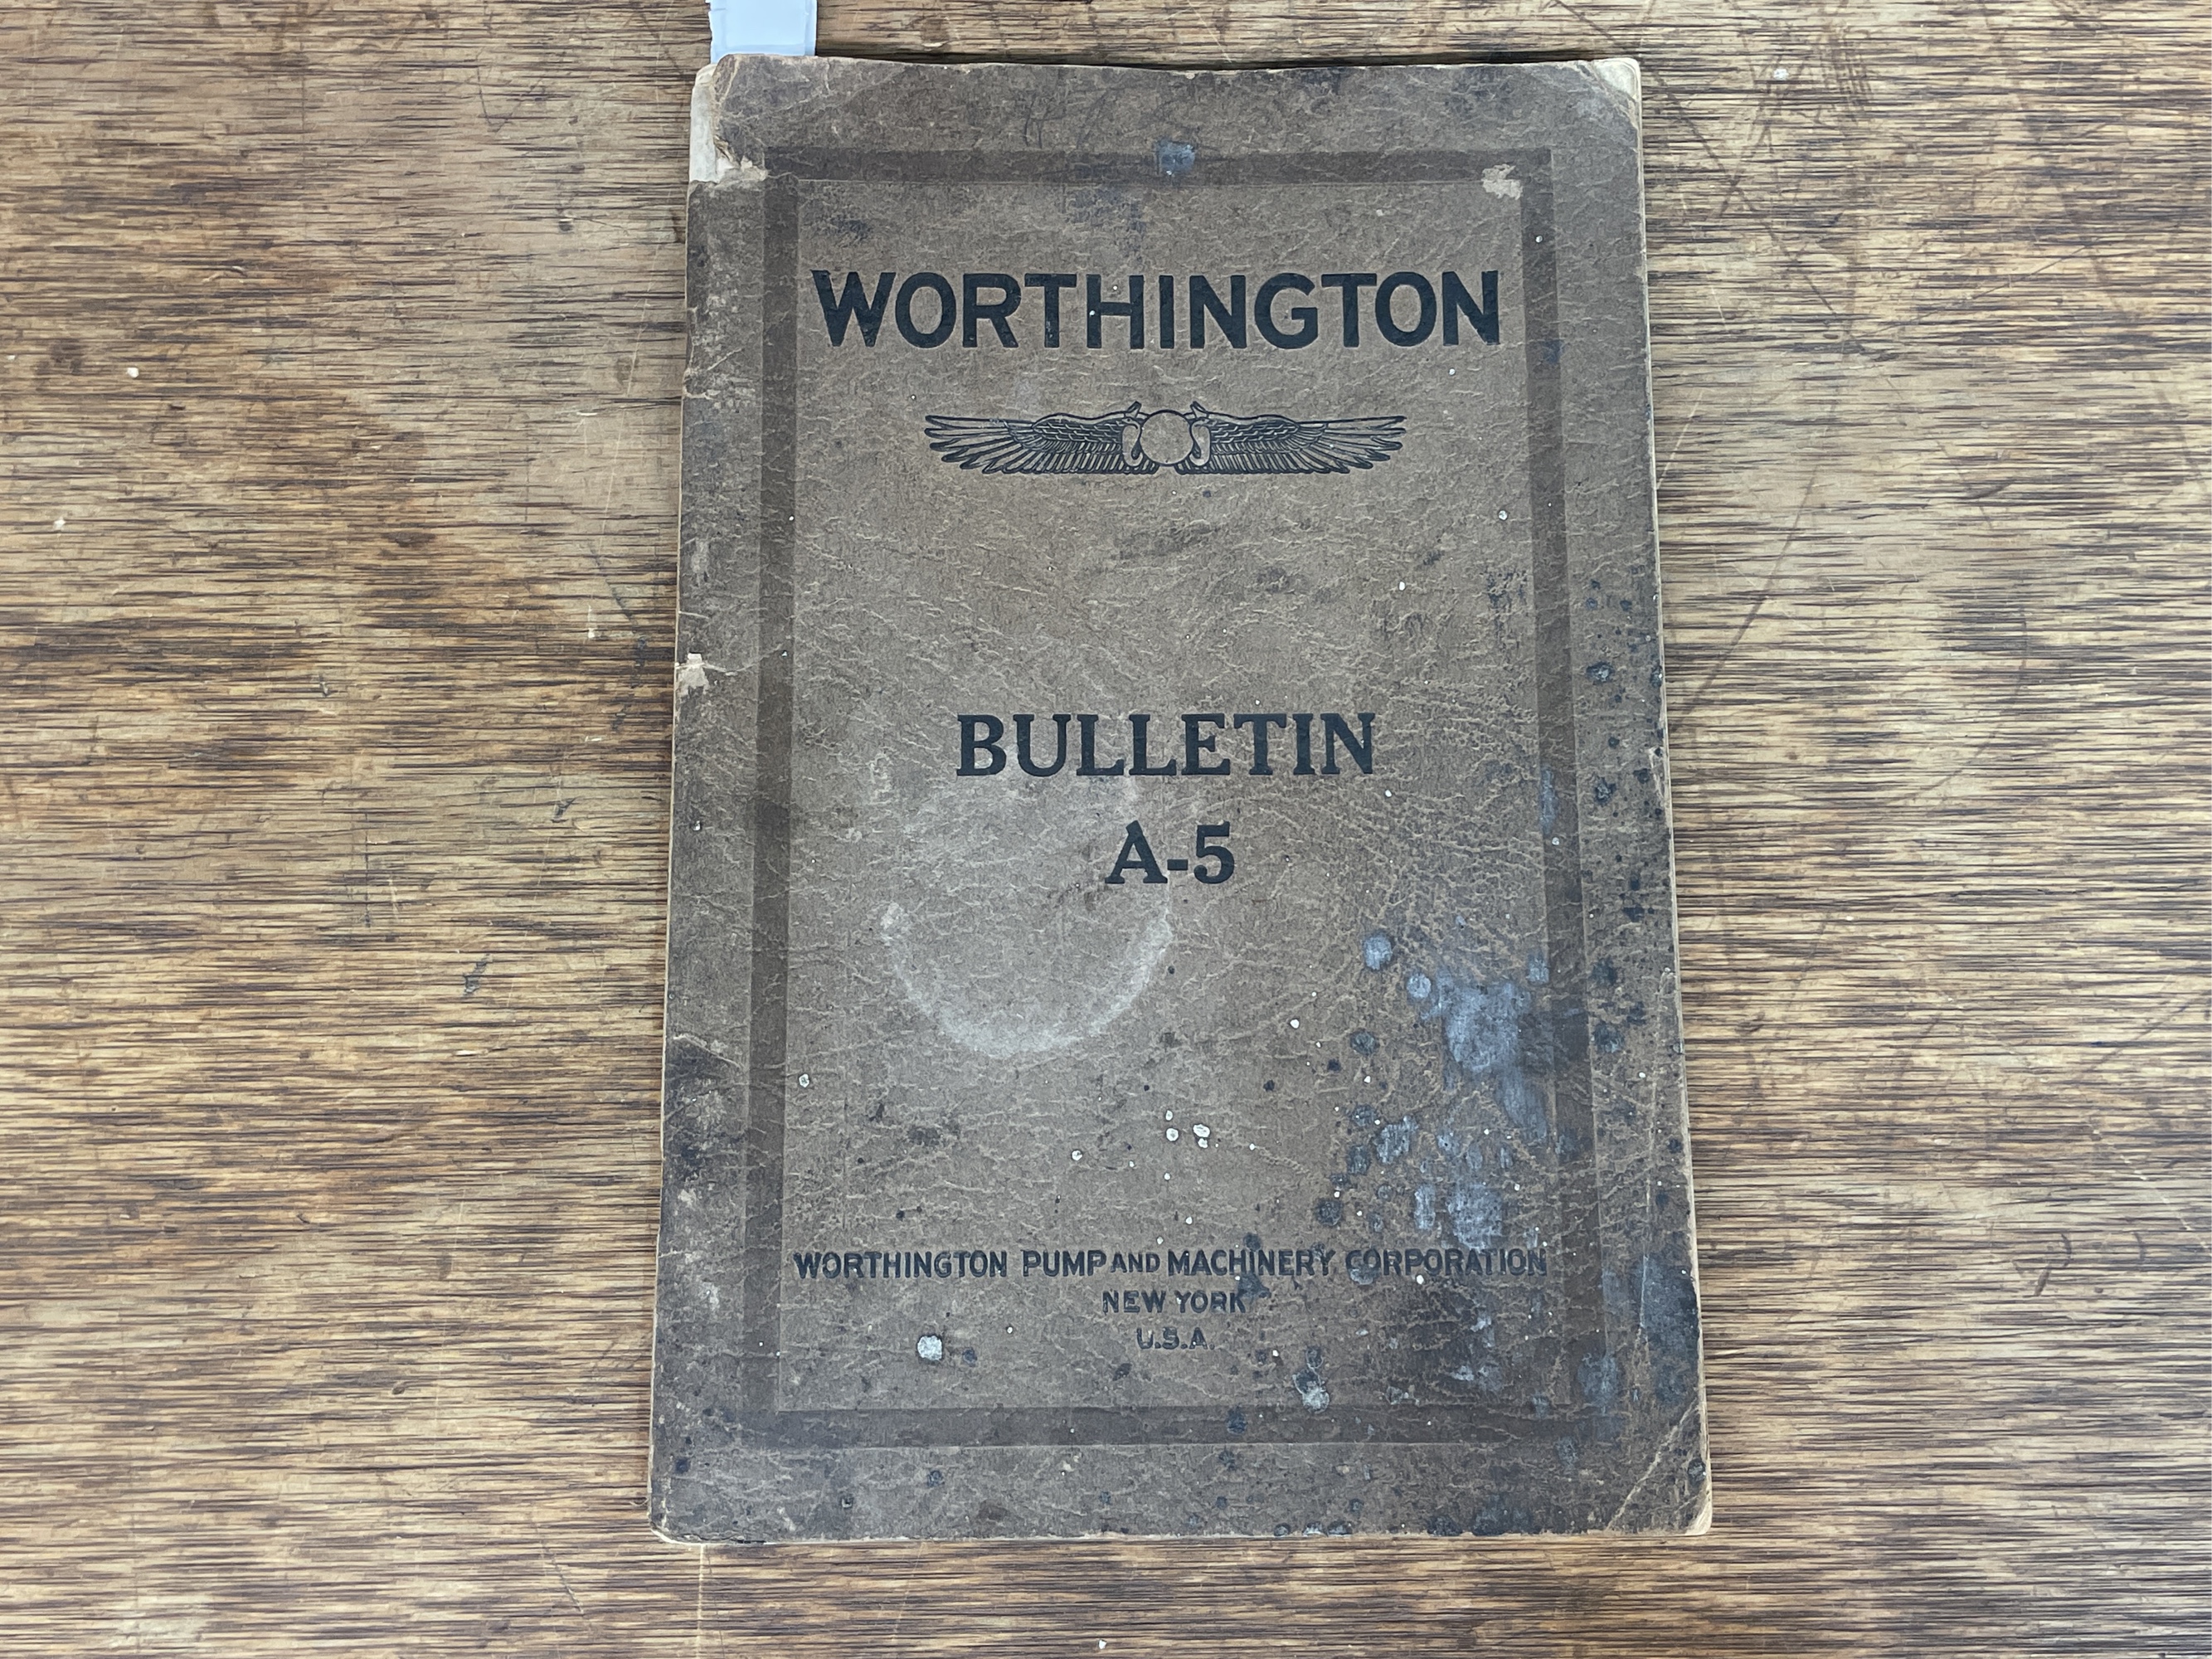 WORTHINGTON
BULLETIN
A-5
WORTHINGTON PUMP AND MACHINERY CORPORATION
NEW YORK
U.S.A.